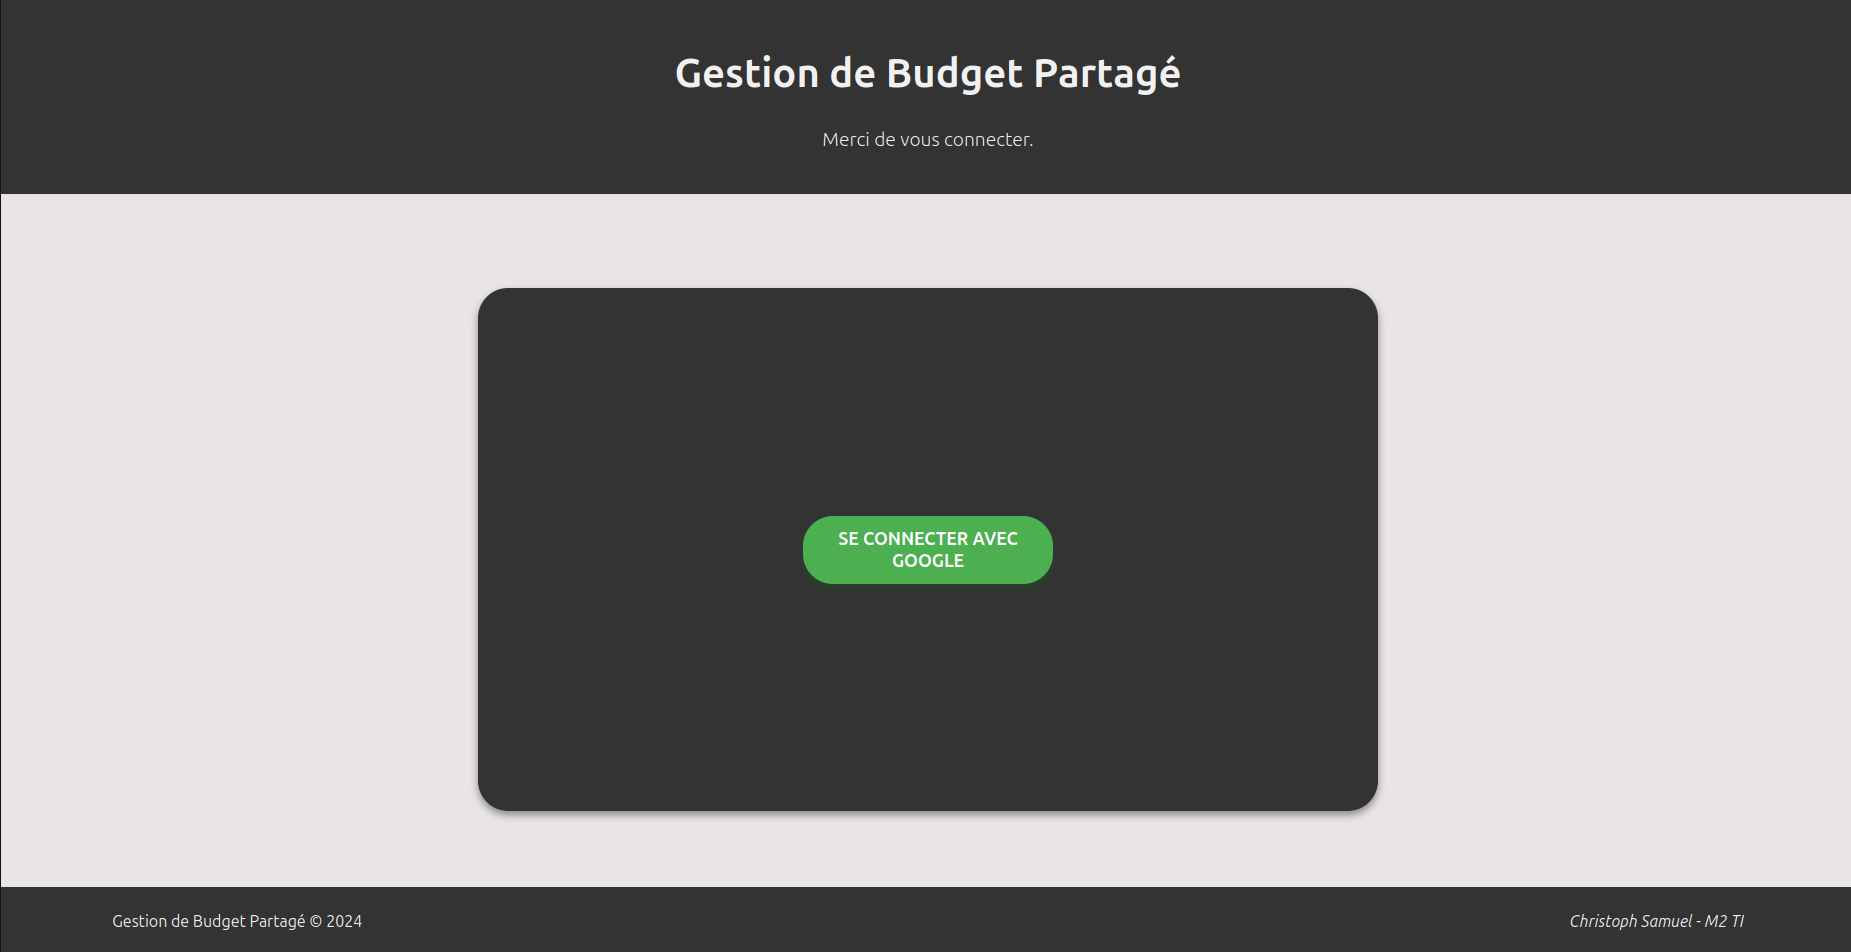 Gestion de Budget Partagé
Merci de vous connecter.
SE CONNECTER AVEC
GOOGLE
Gestion de Budget Partagé © 2024
Christoph Samuel - M2 TI